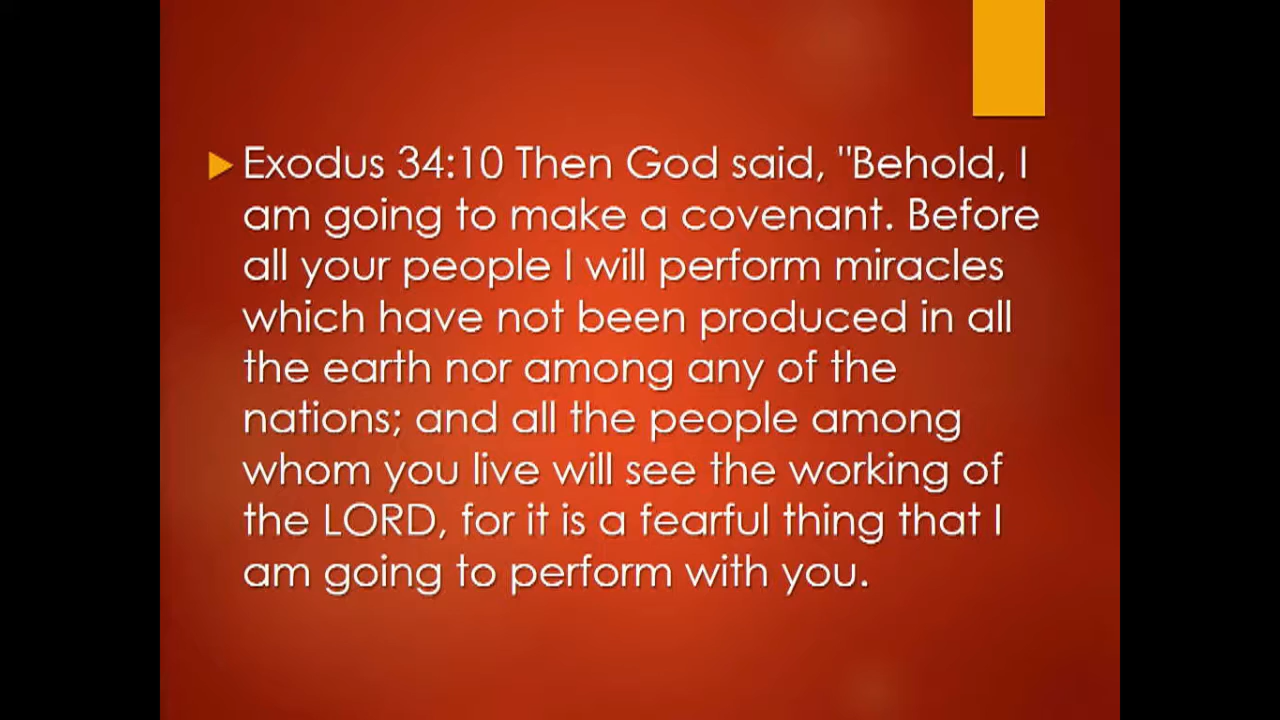 Exodus 34:10 Then God said, "Behold, I
am going to make a covenant. Before
all your people I will perform miracles
which have not been produced in all
the earth nor among any of the
nations; and all the people among
whom you live will see the working of
the LORD, for it is a fearful thing that I
am going to perform with you.